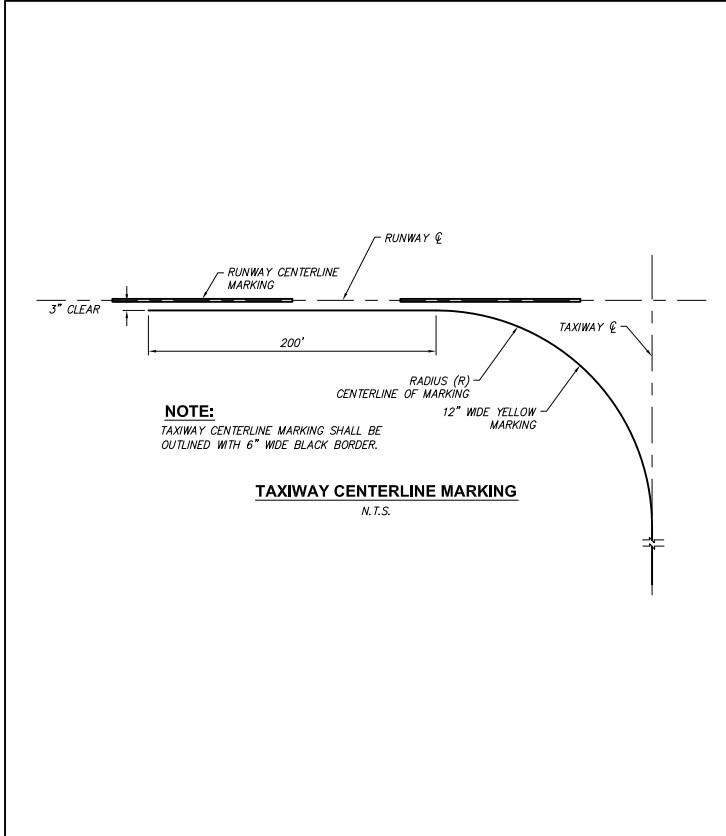 RUNWAY ℄
RUNWAY CENTERLINE
MARKING
3" CLEAR
TAXIWAY ℄
200'
RADIUS (R)
CENTERLINE OF MARKING
12" WIDE YELLOW
MARKING
NOTE:
TAXIWAY CENTERLINE MARKING SHALL BE
OUTLINED WITH 6" WIDE BLACK BORDER.
TAXIWAY CENTERLINE MARKING
N.T.S.